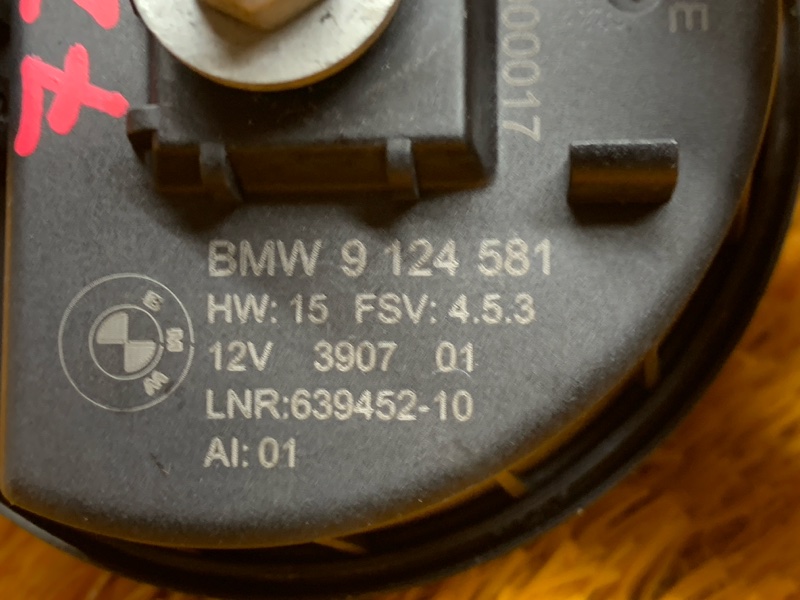 BMW 9 124 581
HW: 15 FSV: 4.5.3
12V 3907 01
LNR:639452-10
AI: 01
BMW
00017
E